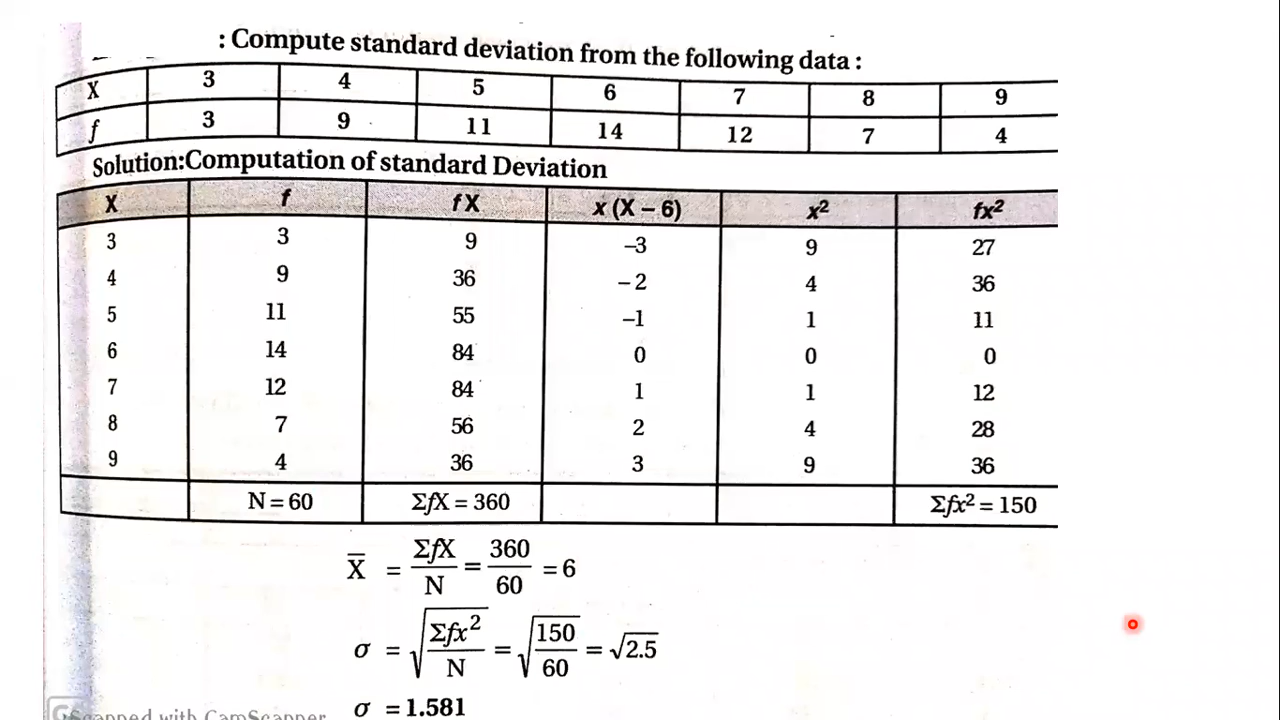 : Compute standard deviation from the following data :
X 3 4 5 6 7 8 9
f 3 9 11 14 12 7 4
Solution:Computation of standard Deviation
X f fX x (X – 6) x² fx²
3 3 9 –3 9 27
4 9 36 – 2 4 36
5 11 55 –1 1 11
6 14 84 0 0 0
7 12 84 1 1 12
8 7 56 2 4 28
9 4 36 3 9 36
N = 60 ΣfX = 360 Σfx² = 150
X̅ = ΣfX / N = 360 / 60 = 6
σ = √(Σfx² / N) = √(150 / 60) = √2.5
σ = 1.581
Scanned with CamScanner